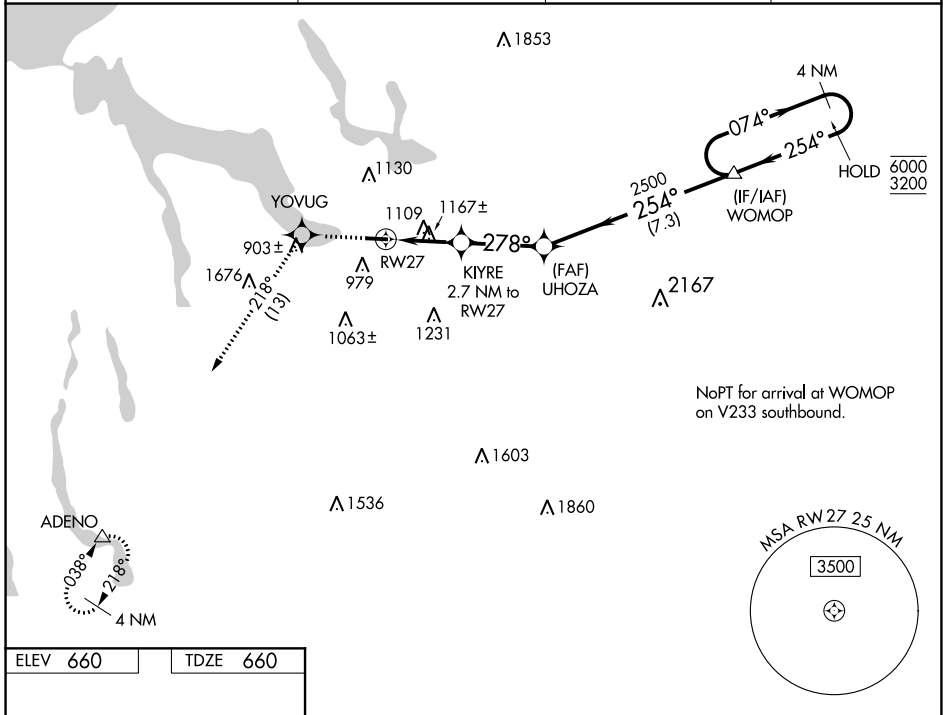 1853
4 NM
074°
254°
HOLD
6000
3200
(IF/IAF)
WOMOP
2500
254°
(7.3)
1130
YOVUG
1109
1167±
903±
RW27
278°
KIYRE
2.7 NM to
RW27
(FAF)
UHOZA
979
1676
218°
(13)
1063±
1231
2167
NoPT for arrival at WOMOP
on V233 southbound.
1603
1536
1860
ADENO
038°
218°
4 NM
MSA RW27 25 NM
3500
ELEV 660
TDZE 660